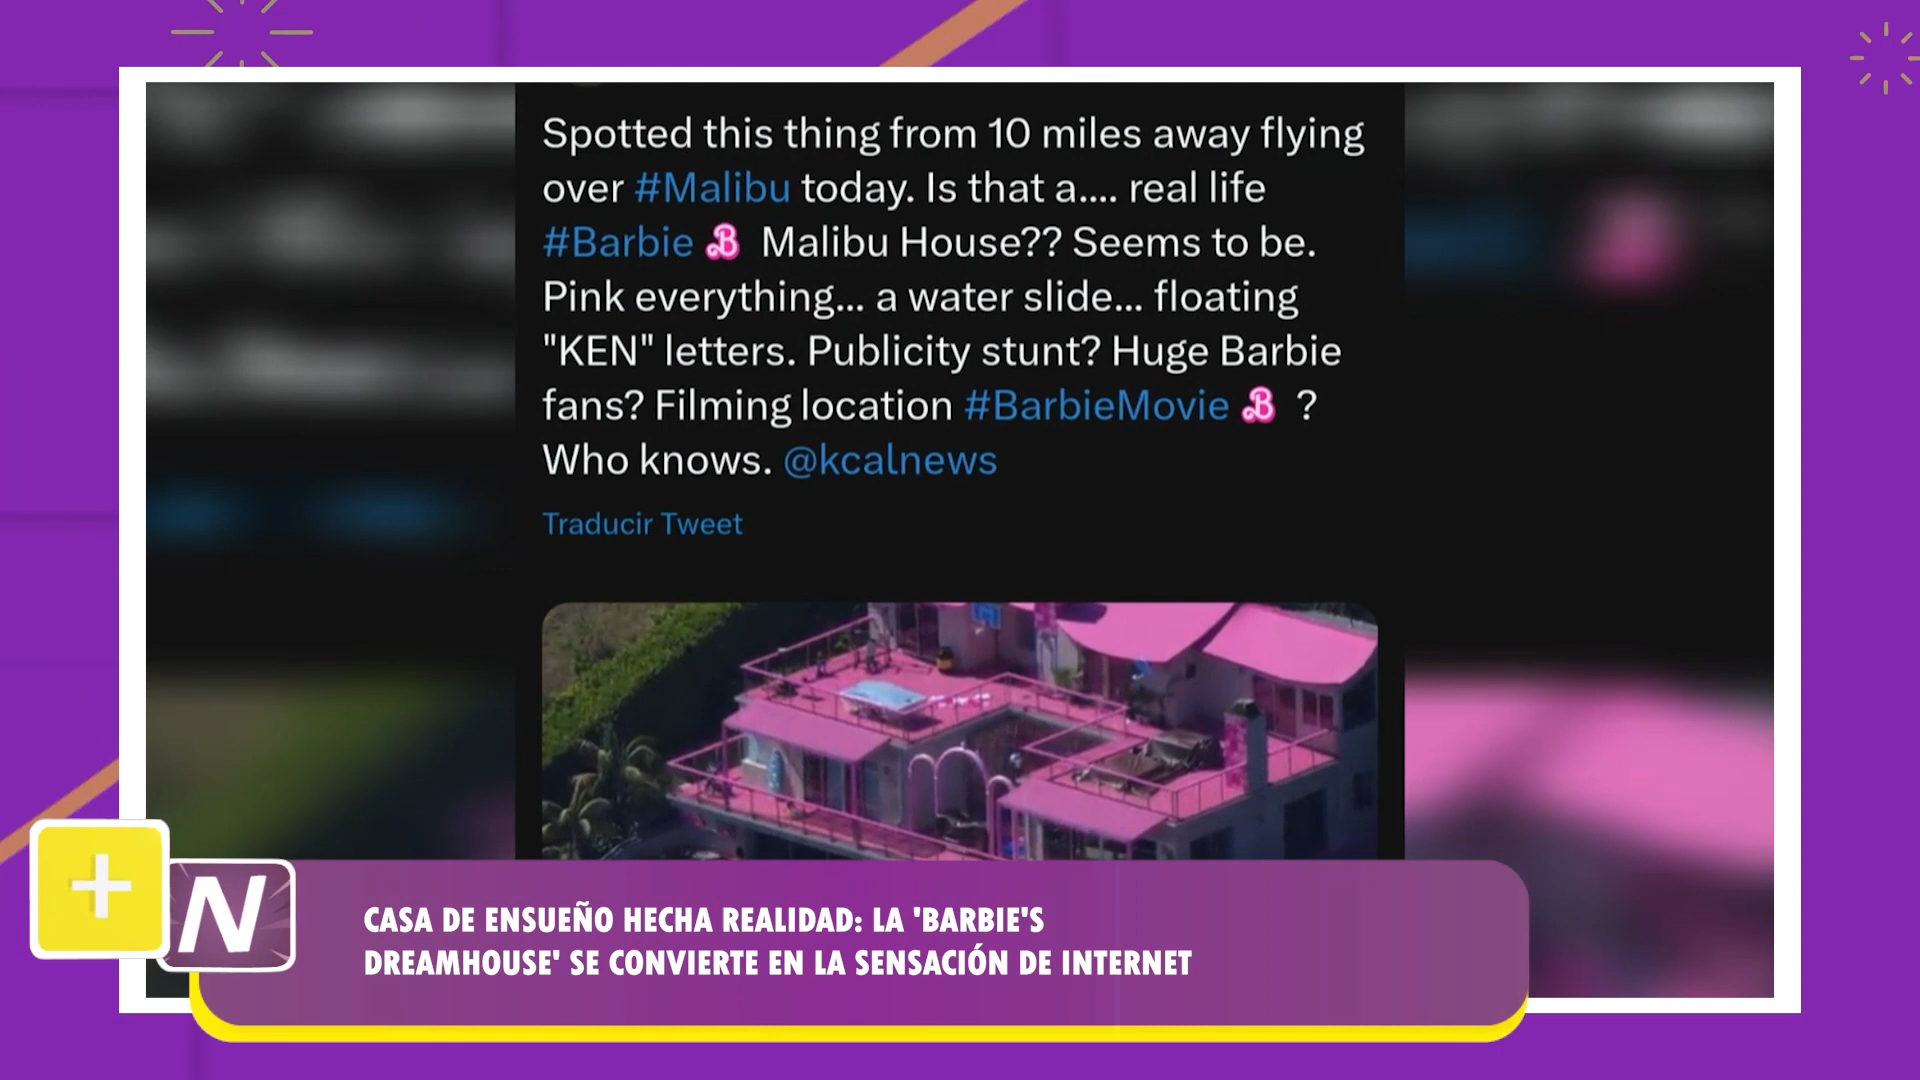 Spotted this thing from 10 miles away flying
over #Malibu today. Is that a.... real life
#Barbie B Malibu House?? Seems to be.
Pink everything... a water slide... floating
"KEN" letters. Publicity stunt? Huge Barbie
fans? Filming location #BarbieMovie B ?
Who knows. @kcalnews
Traducir Tweet
+
N
CASA DE ENSUEÑO HECHA REALIDAD: LA 'BARBIE'S
DREAMHOUSE' SE CONVIERTE EN LA SENSACIÓN DE INTERNET